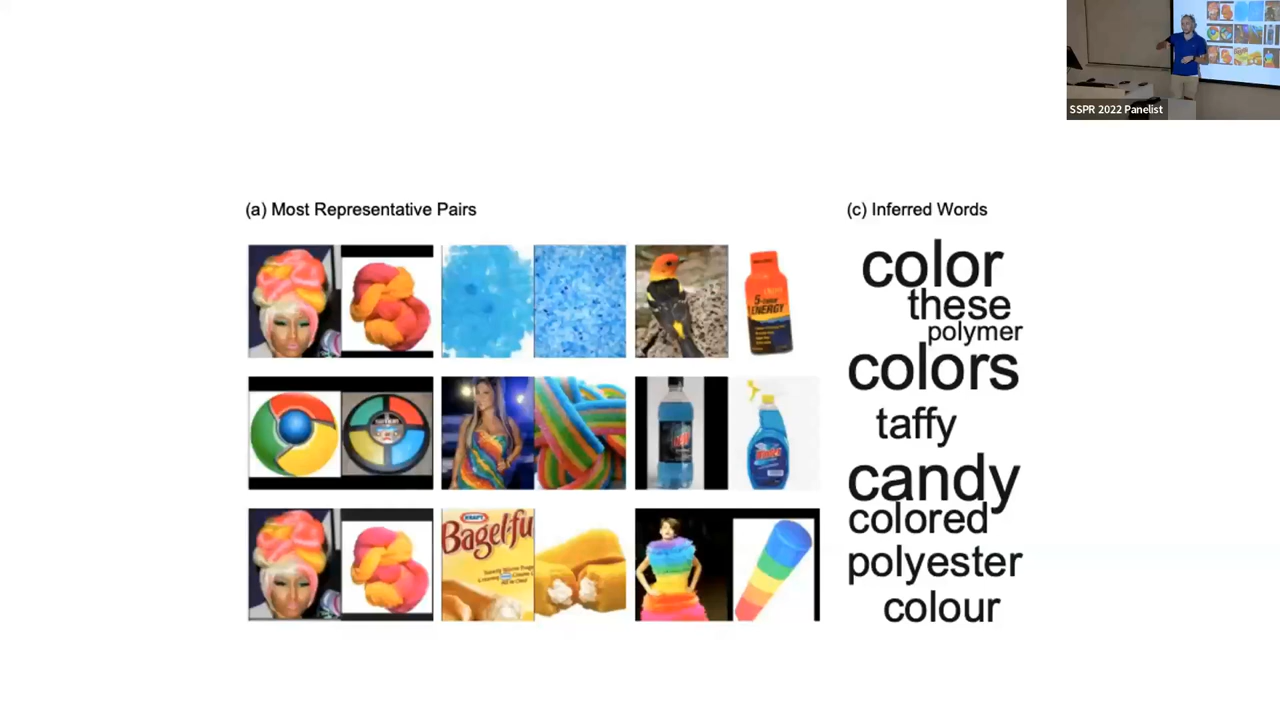 SSPR 2022 Panelist
(a) Most Representative Pairs
(c) Inferred Words
color
these
polymer
colors
taffy
candy
colored
polyester
colour
5-hour
ENERGY
KRAFT
Bagel-fu